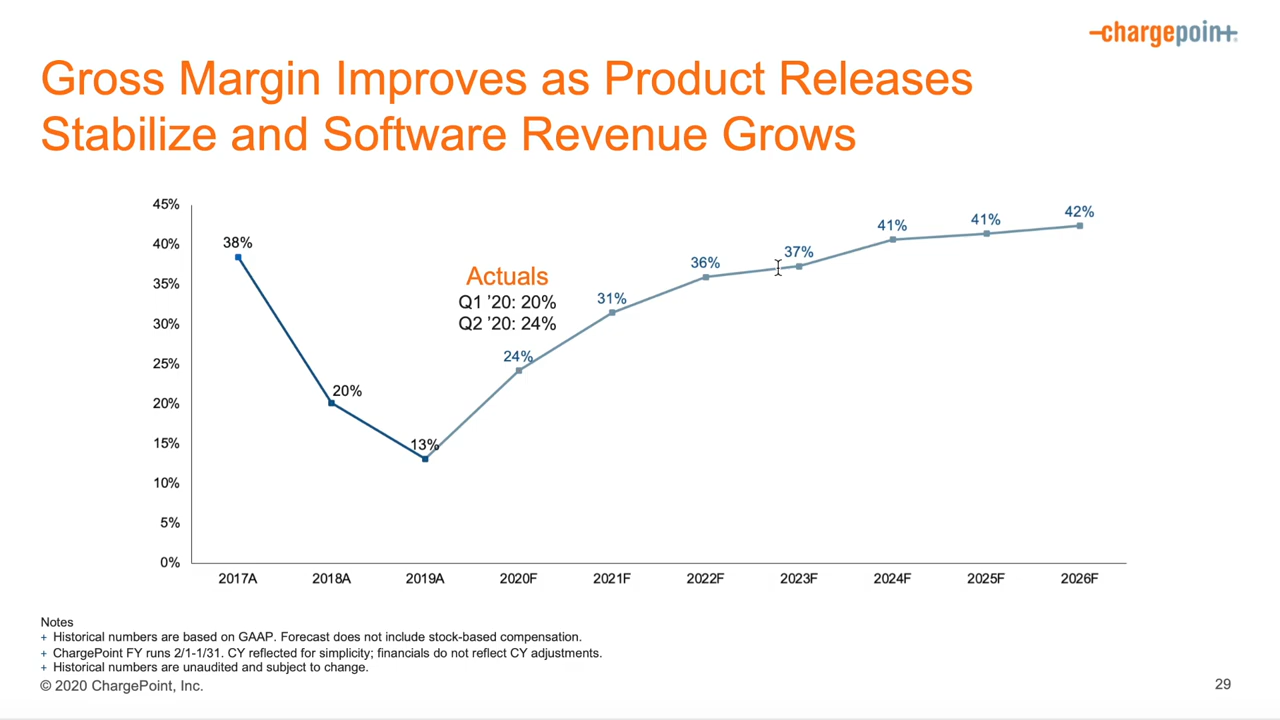 -chargepoin+
Gross Margin Improves as Product Releases
Stabilize and Software Revenue Grows
45%
40%
35%
30%
25%
20%
15%
10%
5%
0%
38%
20%
13%
24%
31%
36%
37%
41%
41%
42%
Actuals
Q1 ’20: 20%
Q2 ’20: 24%
2017A 2018A 2019A 2020F 2021F 2022F 2023F 2024F 2025F 2026F
Notes
+ Historical numbers are based on GAAP. Forecast does not include stock-based compensation.
+ ChargePoint FY runs 2/1-1/31. CY reflected for simplicity; financials do not reflect CY adjustments.
+ Historical numbers are unaudited and subject to change.
© 2020 ChargePoint, Inc.
29